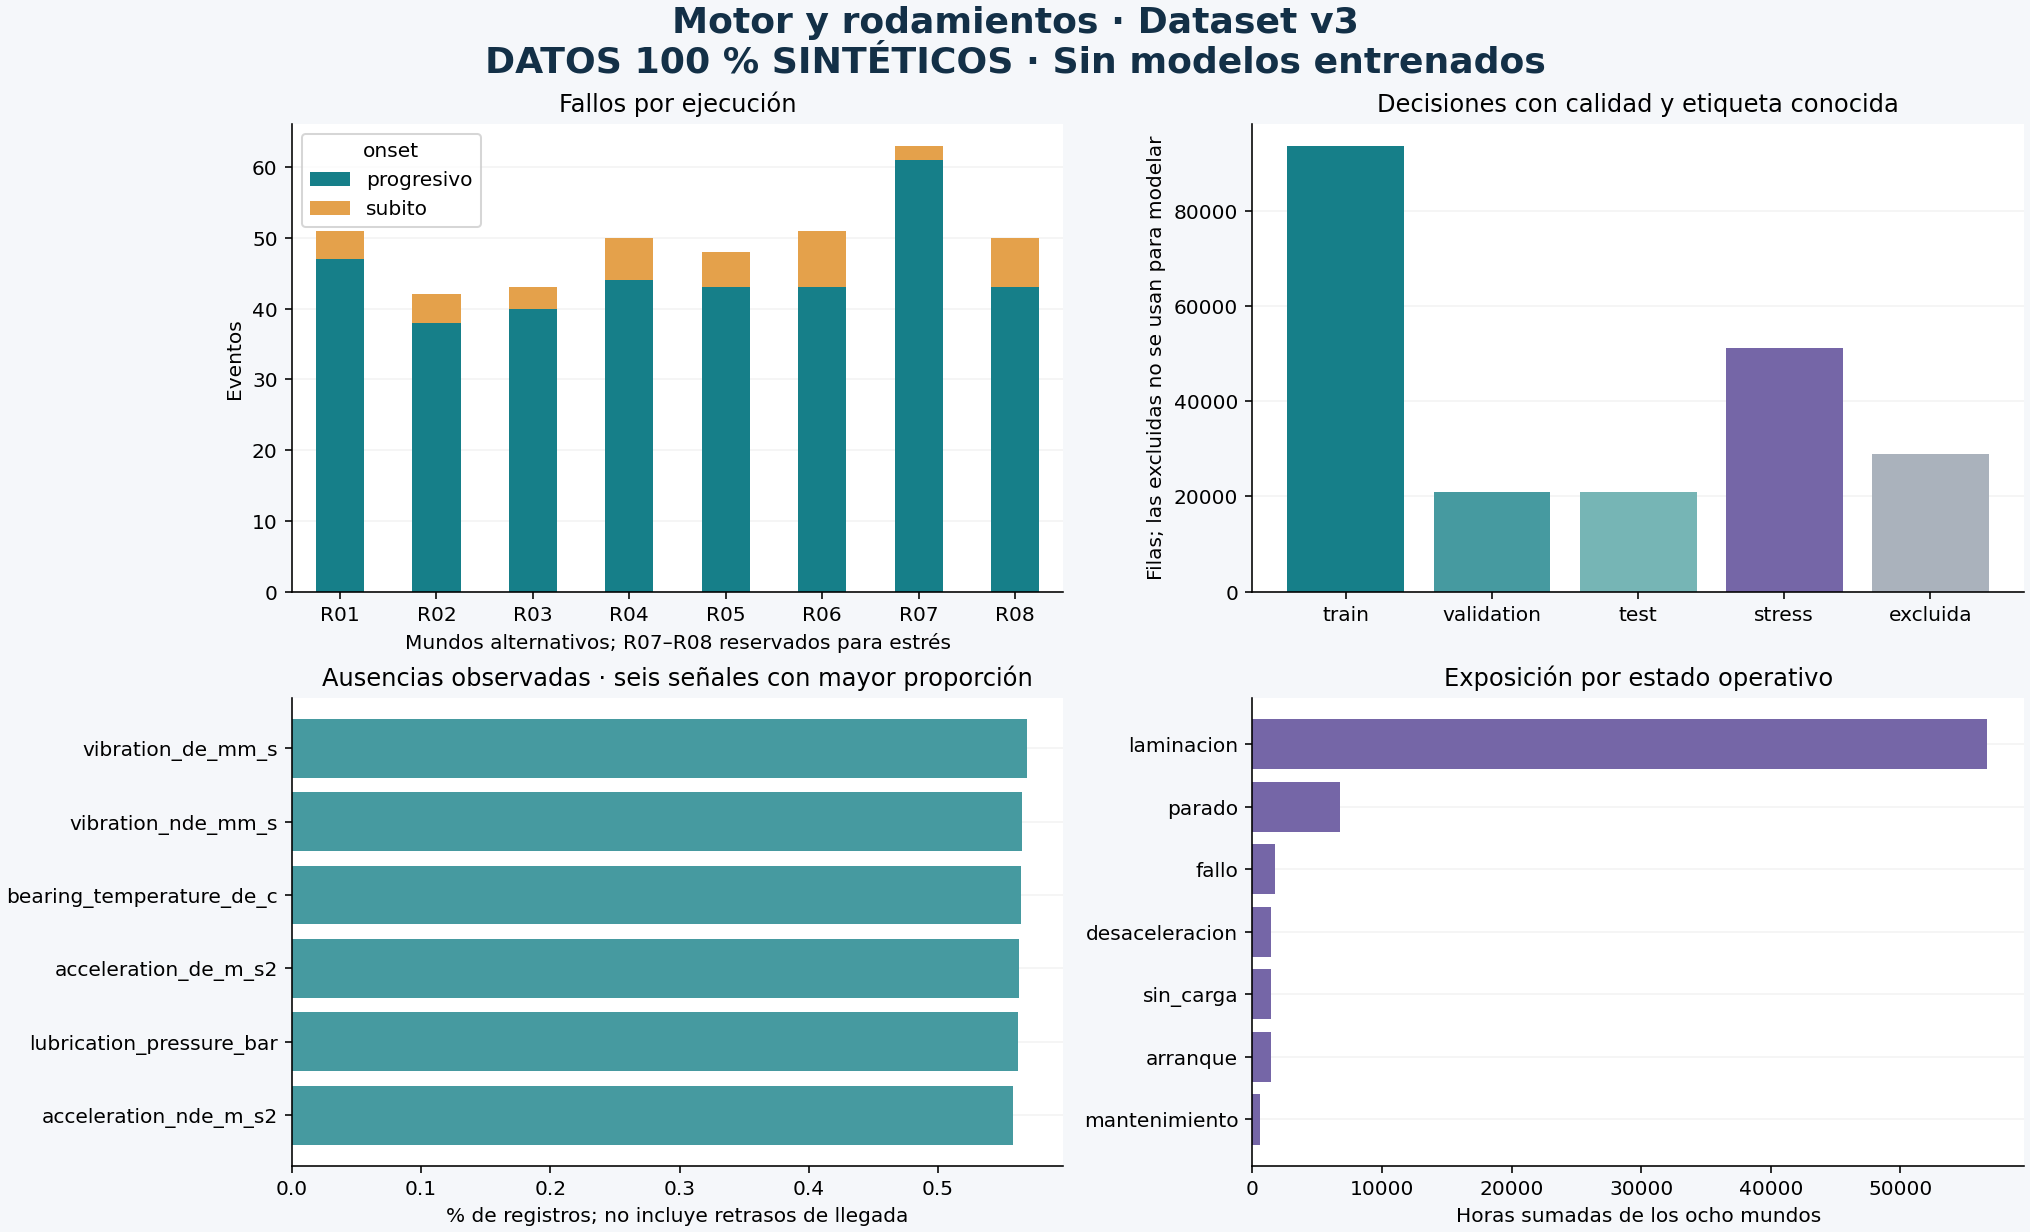 Motor y rodamientos · Dataset v3
DATOS 100 % SINTÉTICOS · Sin modelos entrenados
Fallos por ejecución
onset
progresivo
subito
Eventos
60
50
40
30
20
10
0
R01 R02 R03 R04 R05 R06 R07 R08
Mundos alternativos; R07–R08 reservados para estrés
Decisiones con calidad y etiqueta conocida
Filas; las excluidas no se usan para modelar
80000
60000
40000
20000
0
train validation test stress excluida
Ausencias observadas · seis señales con mayor proporción
vibration_de_mm_s
vibration_nde_mm_s
bearing_temperature_de_c
acceleration_de_m_s2
lubrication_pressure_bar
acceleration_nde_m_s2
0.0 0.1 0.2 0.3 0.4 0.5
% de registros; no incluye retrasos de llegada
Exposición por estado operativo
laminacion
parado
fallo
desaceleracion
sin_carga
arranque
mantenimiento
0 10000 20000 30000 40000 50000
Horas sumadas de los ocho mundos